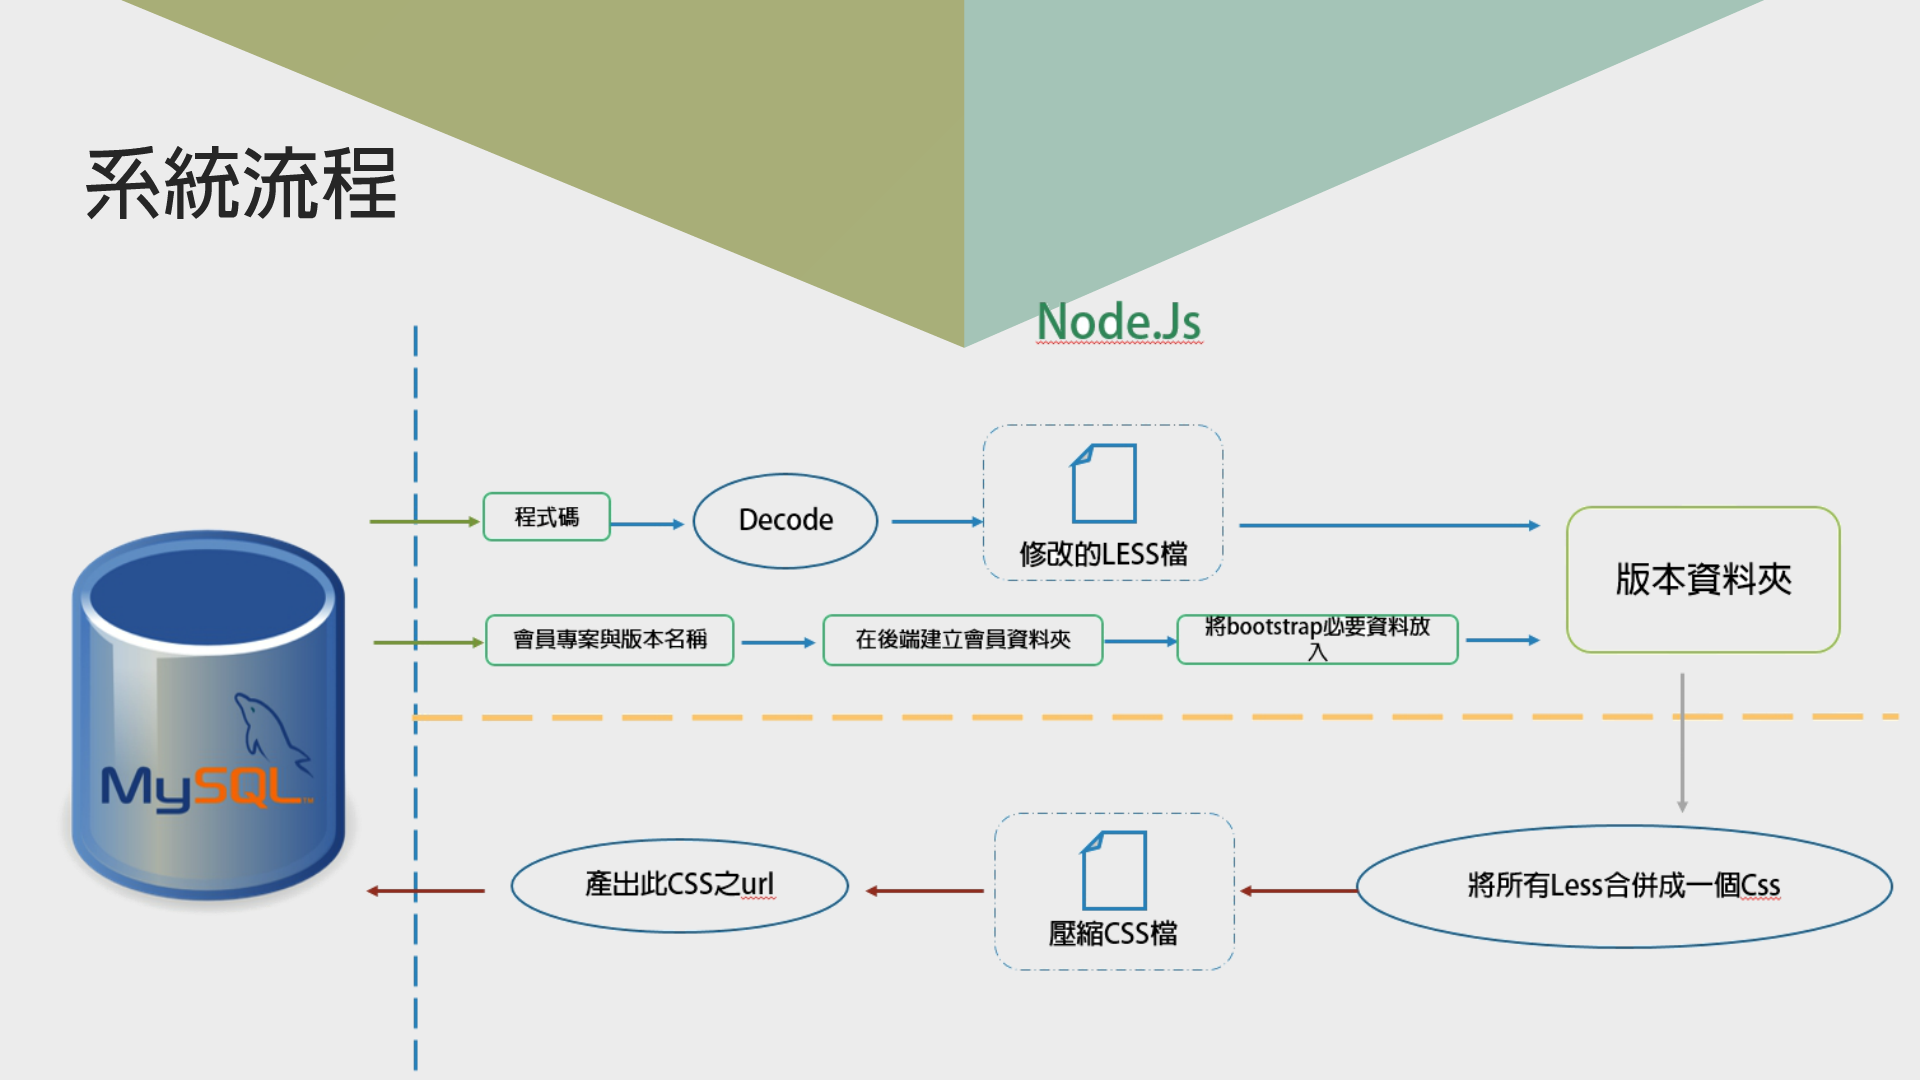 系統流程
Node.Js
程式碼
Decode
修改的LESS檔
版本資料夾
會員專案與版本名稱
在後端建立會員資料夾
將bootstrap必要資料放
入
MySQL™
產出此CSS之url
壓縮CSS檔
將所有Less合併成一個Css